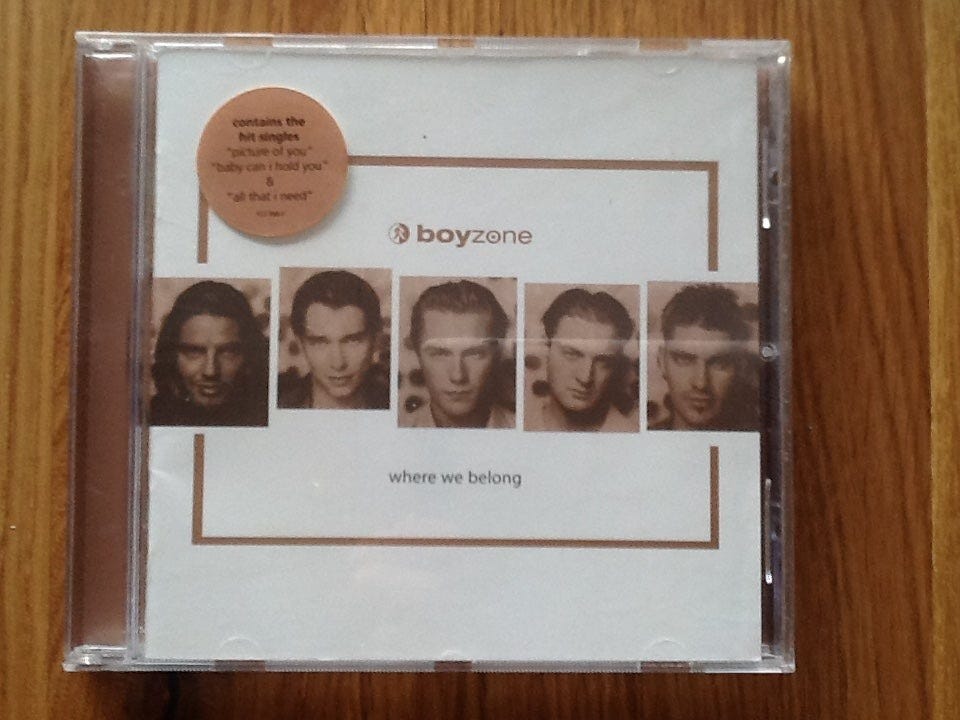 contains the
hit singles
"picture of you"
"baby can i hold you"
&
"all that i need"
boyzone
where we belong